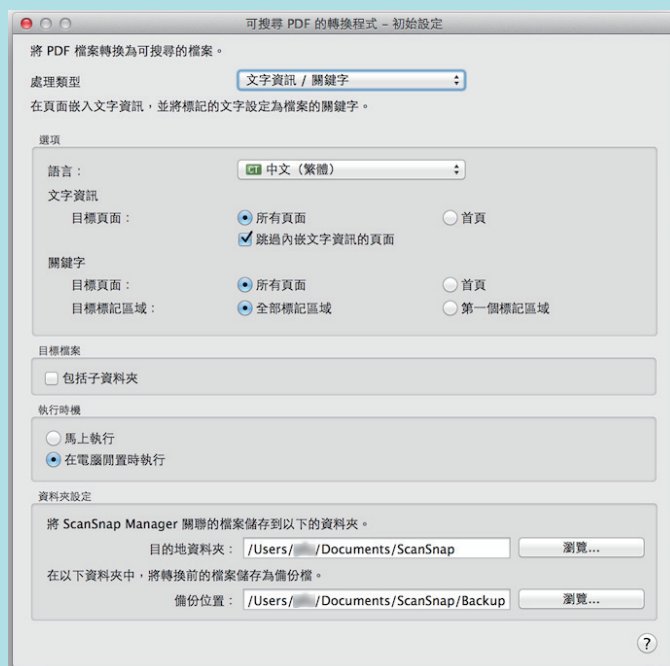 可搜尋 PDF 的轉換程式 – 初始設定
將 PDF 檔案轉換為可搜尋的檔案。
處理類型 文字資訊 / 關鍵字
在頁面嵌入文字資訊，並將標記的文字設定為檔案的關鍵字。
選項
語言： CT 中文（繁體）
文字資訊
目標頁面： 所有頁面 首頁
跳過內嵌文字資訊的頁面
關鍵字
目標頁面： 所有頁面 首頁
目標標記區域： 全部標記區域 第一個標記區域
目標檔案
包括子資料夾
執行時機
馬上執行
在電腦閒置時執行
資料夾設定
將 ScanSnap Manager 關聯的檔案儲存到以下的資料夾。
目的地資料夾： /Users/ /Documents/ScanSnap 瀏覽...
在以下資料夾中，將轉換前的檔案儲存為備份檔。
備份位置： /Users/ /Documents/ScanSnap/Backup 瀏覽...
?